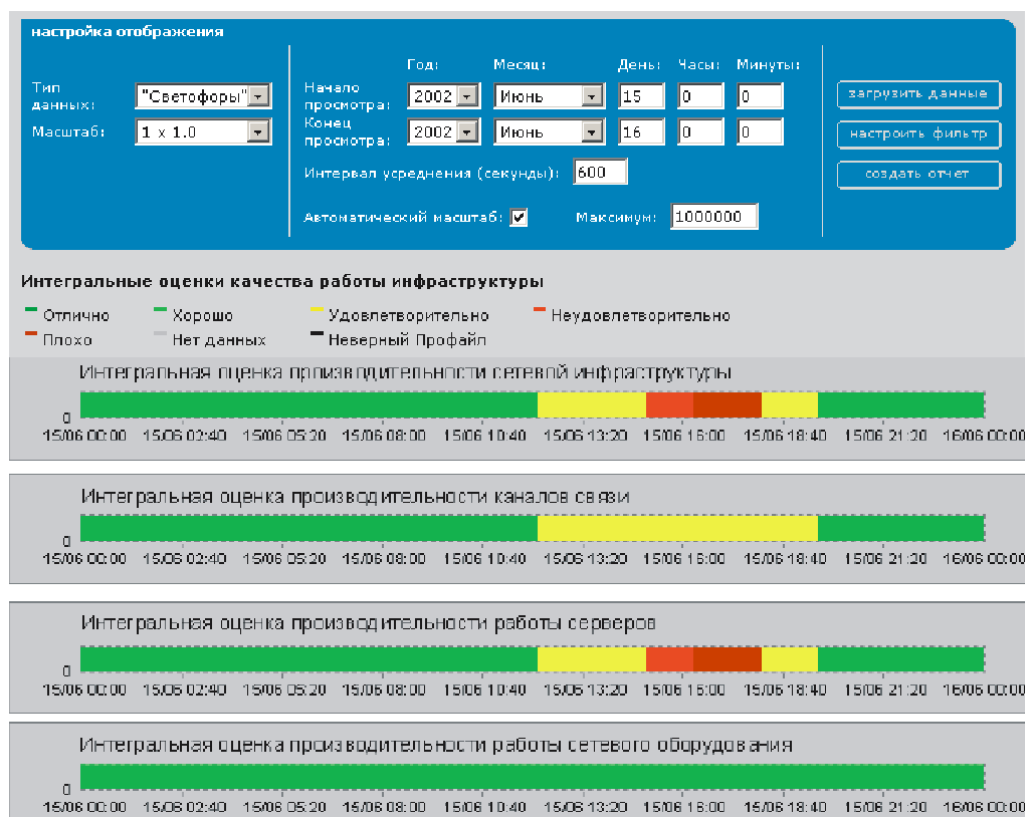 настройка отображения
Год: Месяц: День: Часы: Минуты:
Тип данных: "Светофоры"
Начало просмотра: 2002 Июнь 15 0 0
загрузить данные
Масштаб: 1 x 1.0
Конец просмотра: 2002 Июнь 16 0 0
настроить фильтр
Интервал усреднения (секунды): 600
создать отчет
Автоматический масштаб: Максимум: 1000000
Интегральные оценки качества работы инфраструктуры
Отлично Хорошо Удовлетворительно Неудовлетворительно
Плохо Нет данных Неверный Профайл
Интегральная оценка производительности сетевой инфраструктуры
0
15/06 00:00 15/06 02:40 15/06 05:20 15/06 08:00 15/06 10:40 15/06 13:20 15/06 16:00 15/06 18:40 15/06 21:20 16/06 00:00
Интегральная оценка производительности каналов связи
0
15/06 00:00 15/06 02:40 15/06 05:20 15/06 08:00 15/06 10:40 15/06 13:20 15/06 16:00 15/06 18:40 15/06 21:20 16/06 00:00
Интегральная оценка производительности работы серверов
0
15/06 00:00 15/06 02:40 15/06 05:20 15/06 08:00 15/06 10:40 15/06 13:20 15/06 16:00 15/06 18:40 15/06 21:20 16/06 00:00
Интегральная оценка производительности работы сетевого оборудования
0
15/06 00:00 15/06 02:40 15/06 05:20 15/06 08:00 15/06 10:40 15/06 13:20 15/06 16:00 15/06 18:40 15/06 21:20 16/06 00:00